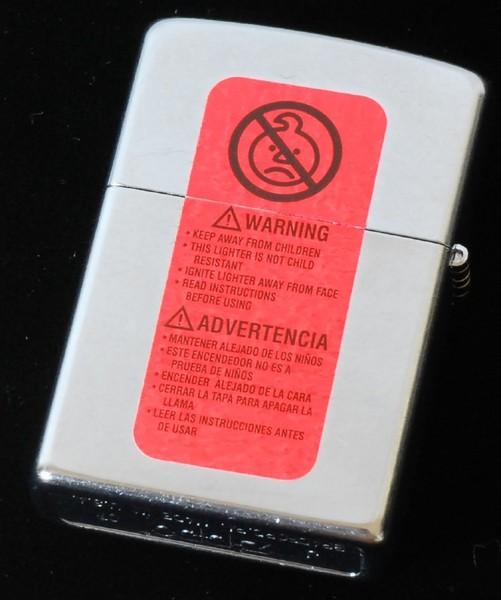 WARNING
• KEEP AWAY FROM CHILDREN
• THIS LIGHTER IS NOT CHILD
RESISTANT
• IGNITE LIGHTER AWAY FROM FACE
• READ INSTRUCTIONS
BEFORE USING
ADVERTENCIA
• MANTENER ALEJADO DE LOS NIÑOS
• ESTE ENCENDEDOR NO ES A
PRUEBA DE NIÑOS
• ENCENDER ALEJADO DE LA CARA
• CERRAR LA TAPA PARA APAGAR LA
LLAMA
• LEER LAS INSTRUCCIONES ANTES
DE USAR